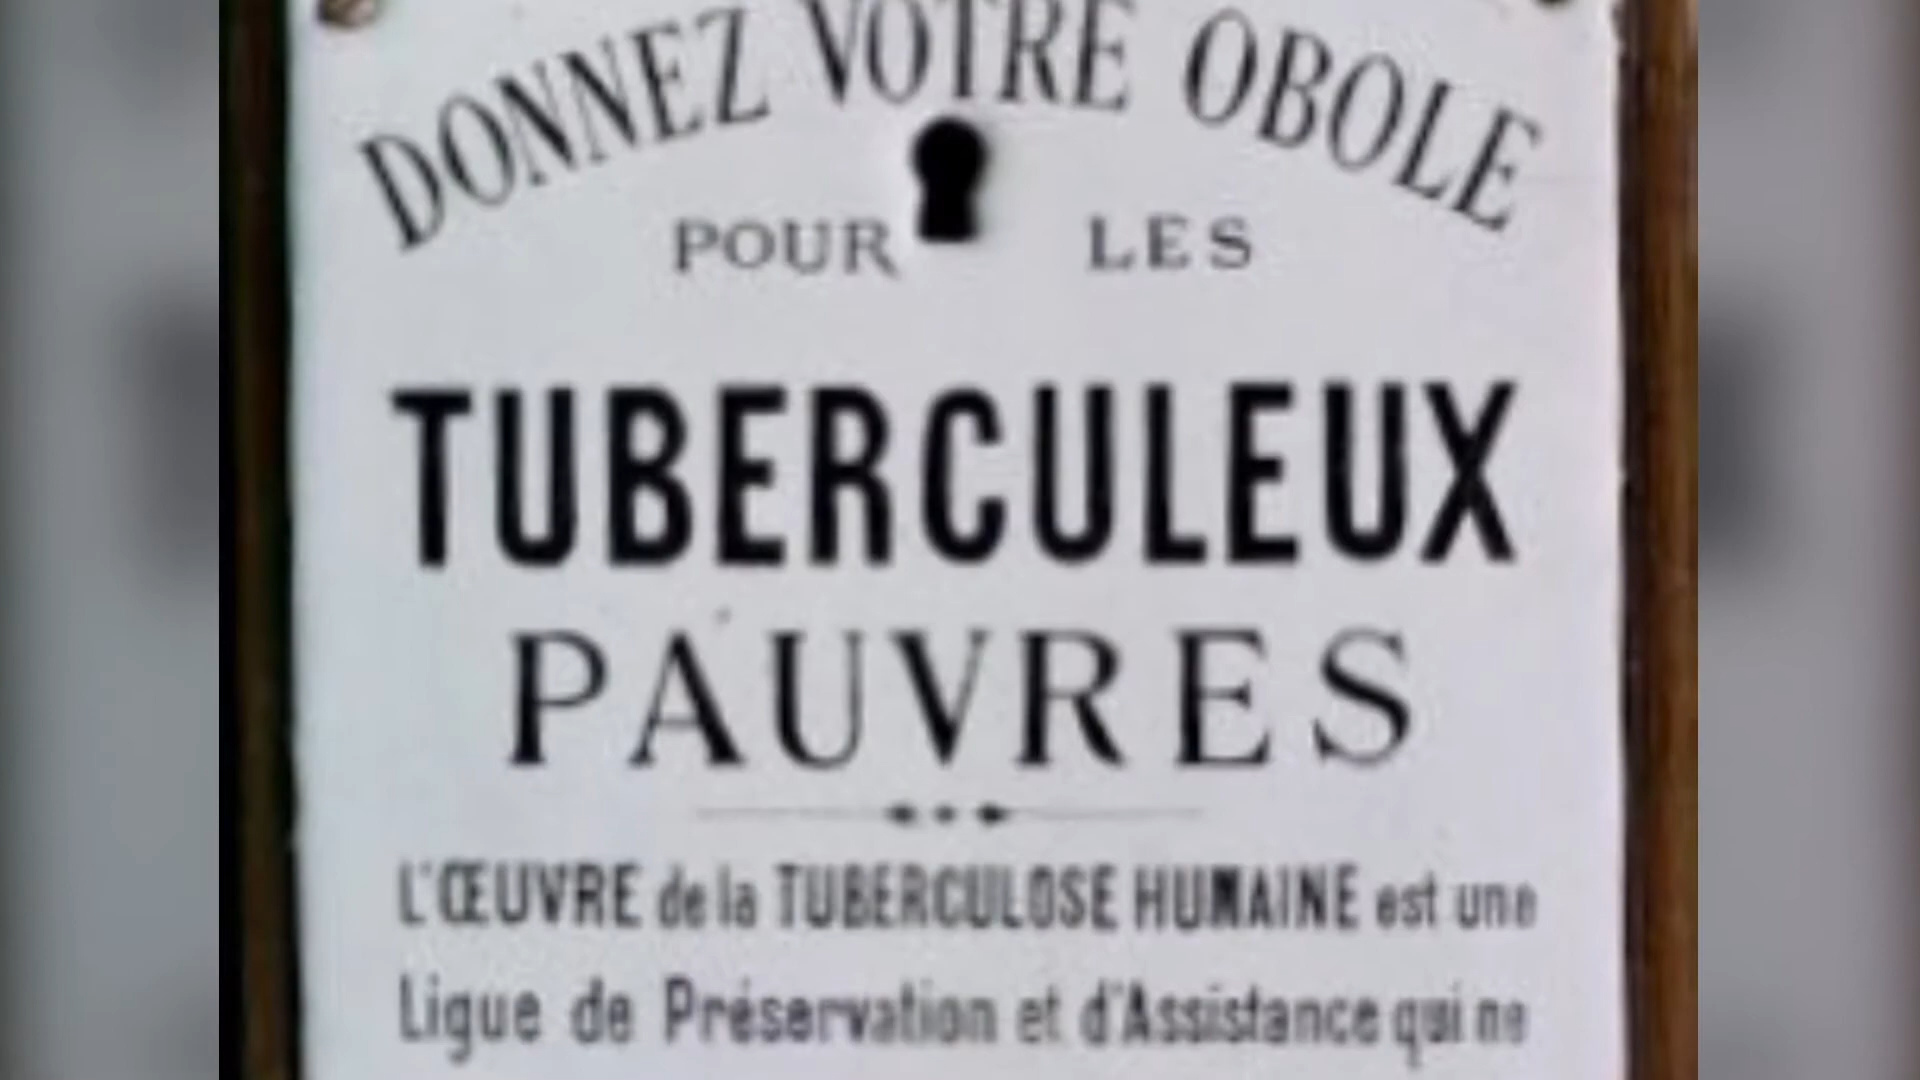 DONNEZ VOTRE OBOLE
POUR LES
TUBERCULEUX
PAUVRES
L'ŒUVRE de la TUBERCULOSE HUMAINE est une
Ligue de Préservation et d'Assistance qui ne